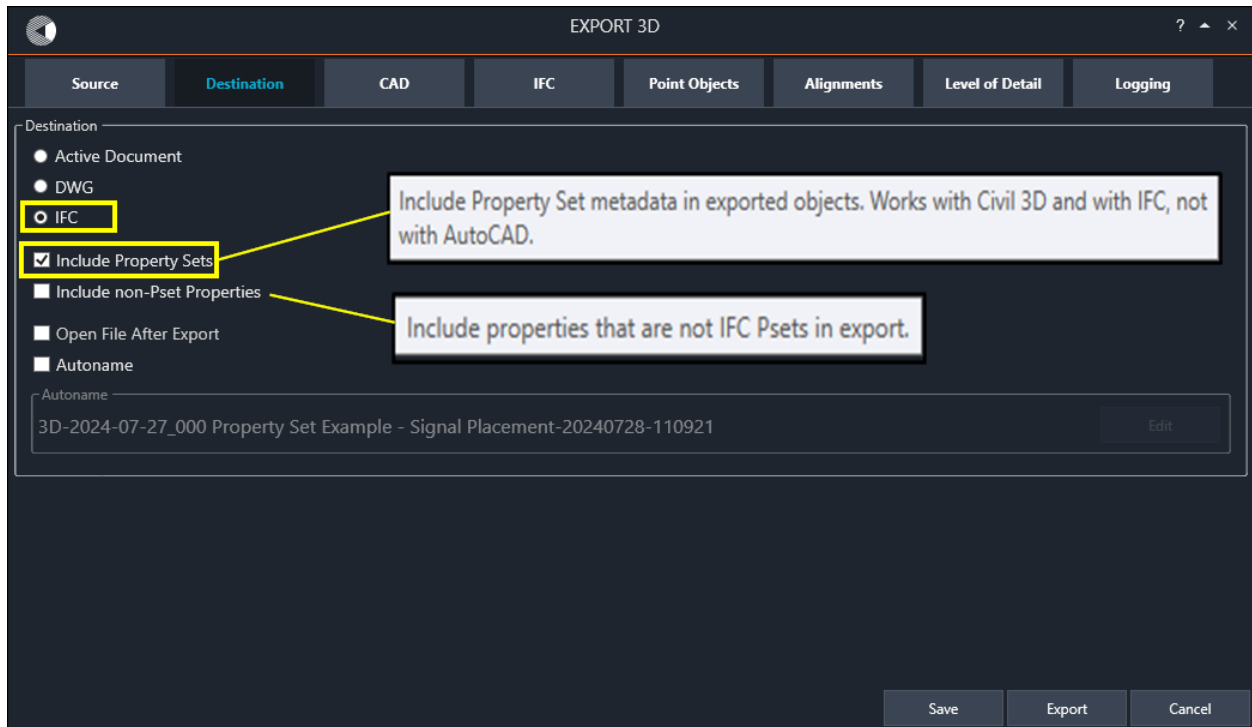 EXPORT 3D
?
Source Destination CAD IFC Point Objects Alignments Level of Detail Logging
Destination
Active Document
DWG
IFC
Include Property Set metadata in exported objects. Works with Civil 3D and with IFC, not
with AutoCAD.
Include Property Sets
Include non-Pset Properties
Include properties that are not IFC Psets in export.
Open File After Export
Autoname
Autoname
3D-2024-07-27_000 Property Set Example - Signal Placement-20240728-110921
Edit
Save Export Cancel